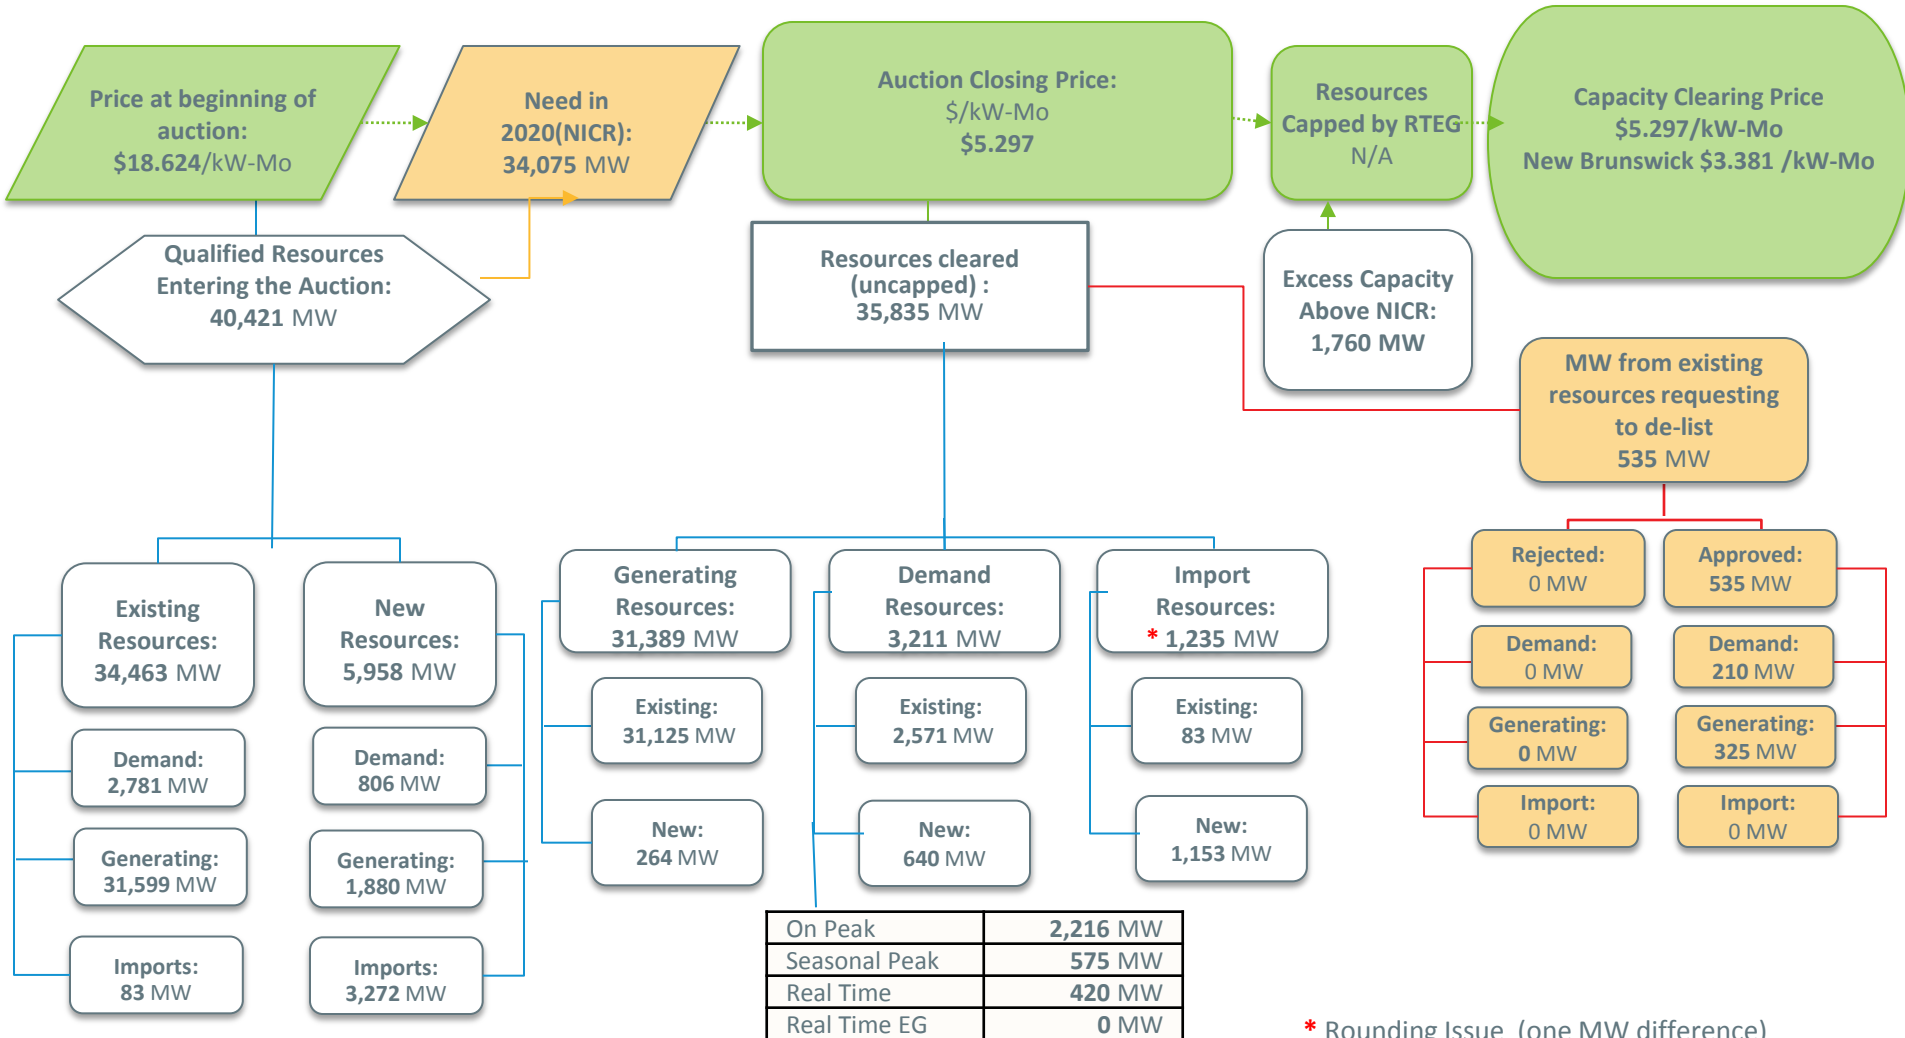 Price at beginning of
auction:
$18.624/kW-Mo
Need in
2020(NICR):
34,075 MW
Auction Closing Price:
$/kW-Mo
$5.297
Resources
Capped by RTEG
N/A
Capacity Clearing Price
$5.297/kW-Mo
New Brunswick $3.381 /kW-Mo
Qualified Resources
Entering the Auction:
40,421 MW
Resources cleared
(uncapped) :
35,835 MW
Excess Capacity
Above NICR:
1,760 MW
MW from existing
resources requesting
to de-list
535 MW
Existing
Resources:
34,463 MW
Demand:
2,781 MW
Generating:
31,599 MW
Imports:
83 MW
New
Resources:
5,958 MW
Demand:
806 MW
Generating:
1,880 MW
Imports:
3,272 MW
Generating
Resources:
31,389 MW
Existing:
31,125 MW
New:
264 MW
Demand
Resources:
3,211 MW
Existing:
2,571 MW
New:
640 MW
Import
Resources:
* 1,235 MW
Existing:
83 MW
New:
1,153 MW
Rejected:
0 MW
Demand:
0 MW
Generating:
0 MW
Import:
0 MW
Approved:
535 MW
Demand:
210 MW
Generating:
325 MW
Import:
0 MW
On Peak 2,216 MW
Seasonal Peak 575 MW
Real Time 420 MW
Real Time EG 0 MW
* Rounding Issue (one MW difference)